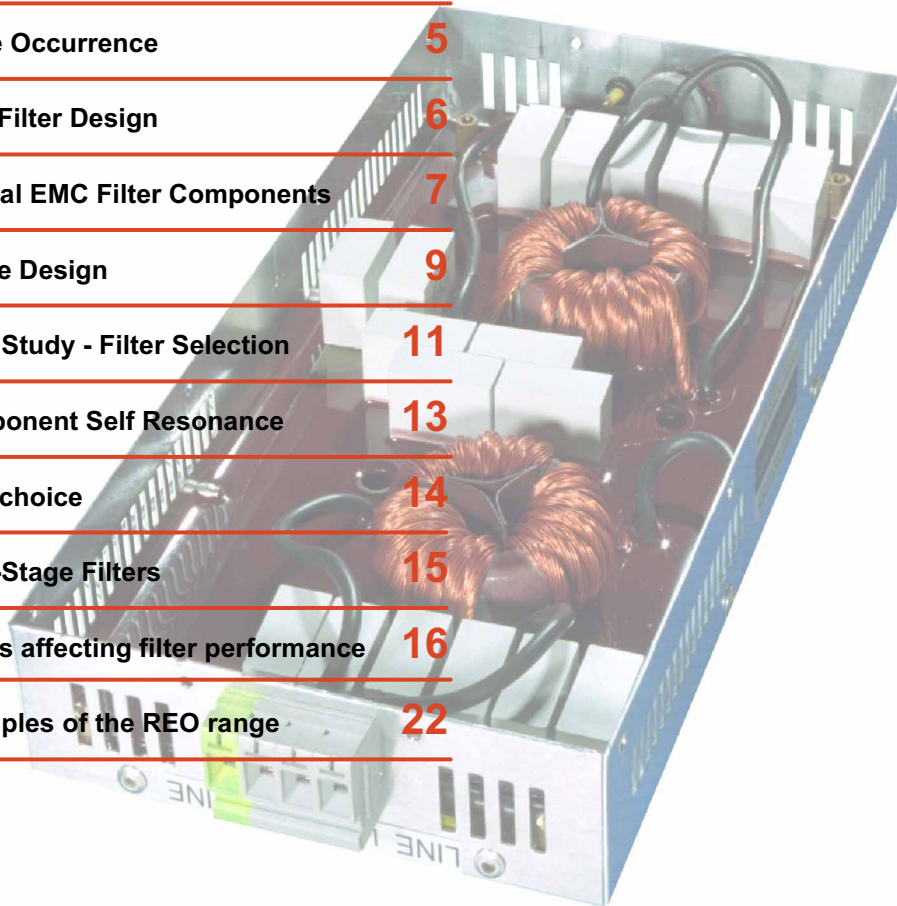 e Occurrence 5
Filter Design 6
al EMC Filter Components 7
e Design 9
Study - Filter Selection 11
ponent Self Resonance 13
choice 14
-Stage Filters 15
s affecting filter performance 16
ples of the REO range 22
LINE
LINE